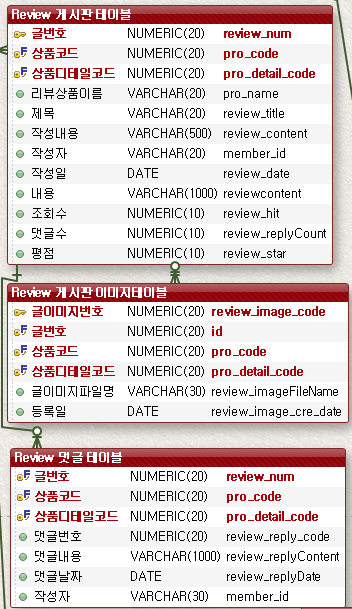 Review 게시판 테이블
글번호 NUMERIC(20) review_num
상품코드 NUMERIC(20) pro_code
상품디테일코드 NUMERIC(20) pro_detail_code
리뷰상품이름 VARCHAR(20) pro_name
제목 VARCHAR(20) review_title
작성내용 VARCHAR(500) review_content
작성자 VARCHAR(20) member_id
작성일 DATE review_date
내용 VARCHAR(1000) reviewcontent
조회수 NUMERIC(10) review_hit
댓글수 NUMERIC(10) review_replyCount
평점 NUMERIC(10) review_star
Review 게시판 이미지테이블
글이미지번호 NUMERIC(20) review_image_code
글번호 NUMERIC(20) id
상품코드 NUMERIC(20) pro_code
상품디테일코드 NUMERIC(20) pro_detail_code
글이미지파일명 VARCHAR(30) review_imageFileName
등록일 DATE review_image_cre_date
Review 댓글 테이블
글번호 NUMERIC(20) review_num
상품코드 NUMERIC(20) pro_code
상품디테일코드 NUMERIC(20) pro_detail_code
댓글번호 NUMERIC(20) review_reply_code
댓글내용 VARCHAR(1000) review_replyContent
댓글날짜 DATE review_replyDate
작성자 VARCHAR(30) member_id